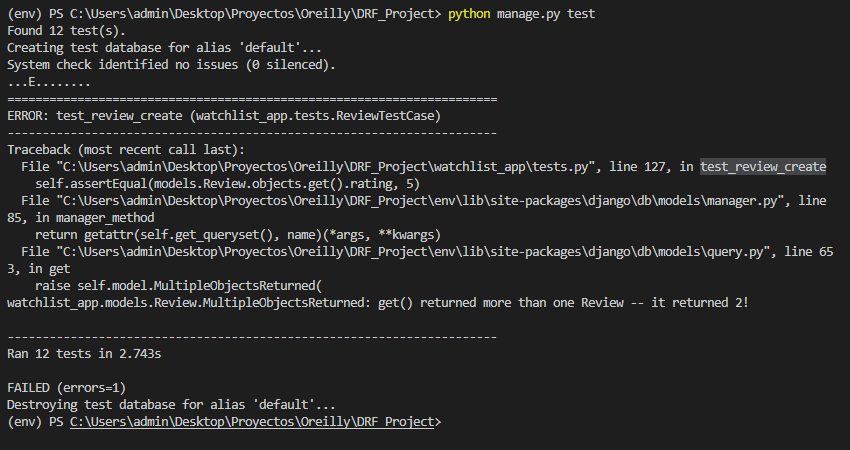 (env) PS C:\Users\admin\Desktop\Proyectos\Oreilly\DRF_Project> python manage.py test
Found 12 test(s).
Creating test database for alias 'default'...
System check identified no issues (0 silenced).
...E........
======================================================================
ERROR: test_review_create (watchlist_app.tests.ReviewTestCase)
----------------------------------------------------------------------
Traceback (most recent call last):
  File "C:\Users\admin\Desktop\Proyectos\Oreilly\DRF_Project\watchlist_app\tests.py", line 127, in test_review_create
    self.assertEqual(models.Review.objects.get().rating, 5)
  File "C:\Users\admin\Desktop\Proyectos\Oreilly\DRF_Project\env\lib\site-packages\django\db\models\manager.py", line
85, in manager_method
    return getattr(self.get_queryset(), name)(*args, **kwargs)
  File "C:\Users\admin\Desktop\Proyectos\Oreilly\DRF_Project\env\lib\site-packages\django\db\models\query.py", line 65
3, in get
    raise self.model.MultipleObjectsReturned(
watchlist_app.models.Review.MultipleObjectsReturned: get() returned more than one Review -- it returned 2!
----------------------------------------------------------------------
Ran 12 tests in 2.743s
FAILED (errors=1)
Destroying test database for alias 'default'...
(env) PS C:\Users\admin\Desktop\Proyectos\Oreilly\DRF_Project>